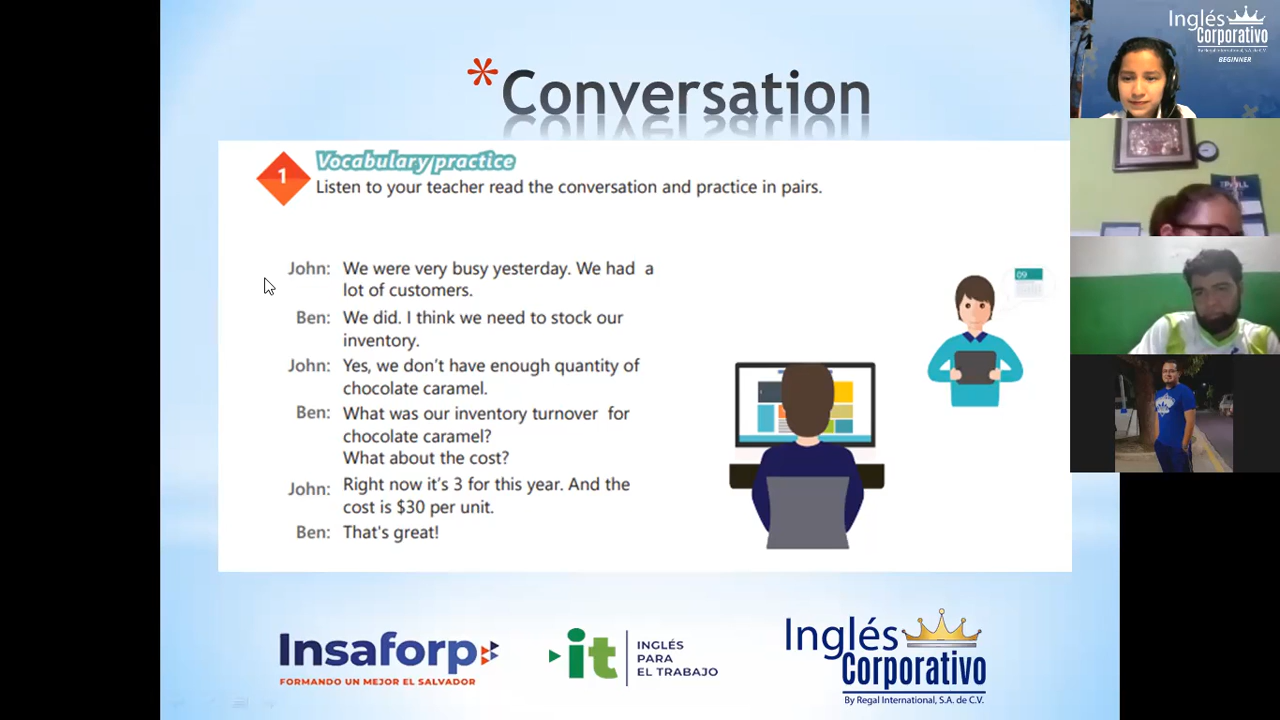 *Conversation
1
Vocabulary practice
Listen to your teacher read the conversation and practice in pairs.
John: We were very busy yesterday. We had a
lot of customers.
Ben: We did. I think we need to stock our
inventory.
John: Yes, we don't have enough quantity of
chocolate caramel.
Ben: What was our inventory turnover for
chocolate caramel?
What about the cost?
John: Right now it's 3 for this year. And the
cost is $30 per unit.
Ben: That's great!
09
Insaforp
FORMANDO UN MEJOR EL SALVADOR
it
INGLÉS
PARA
EL TRABAJO
Inglés
Corporativo
By Regal International, S.A. de C.V.
Inglés
Corporativo
By Regal International, S.A. de C.V.
BEGINNER